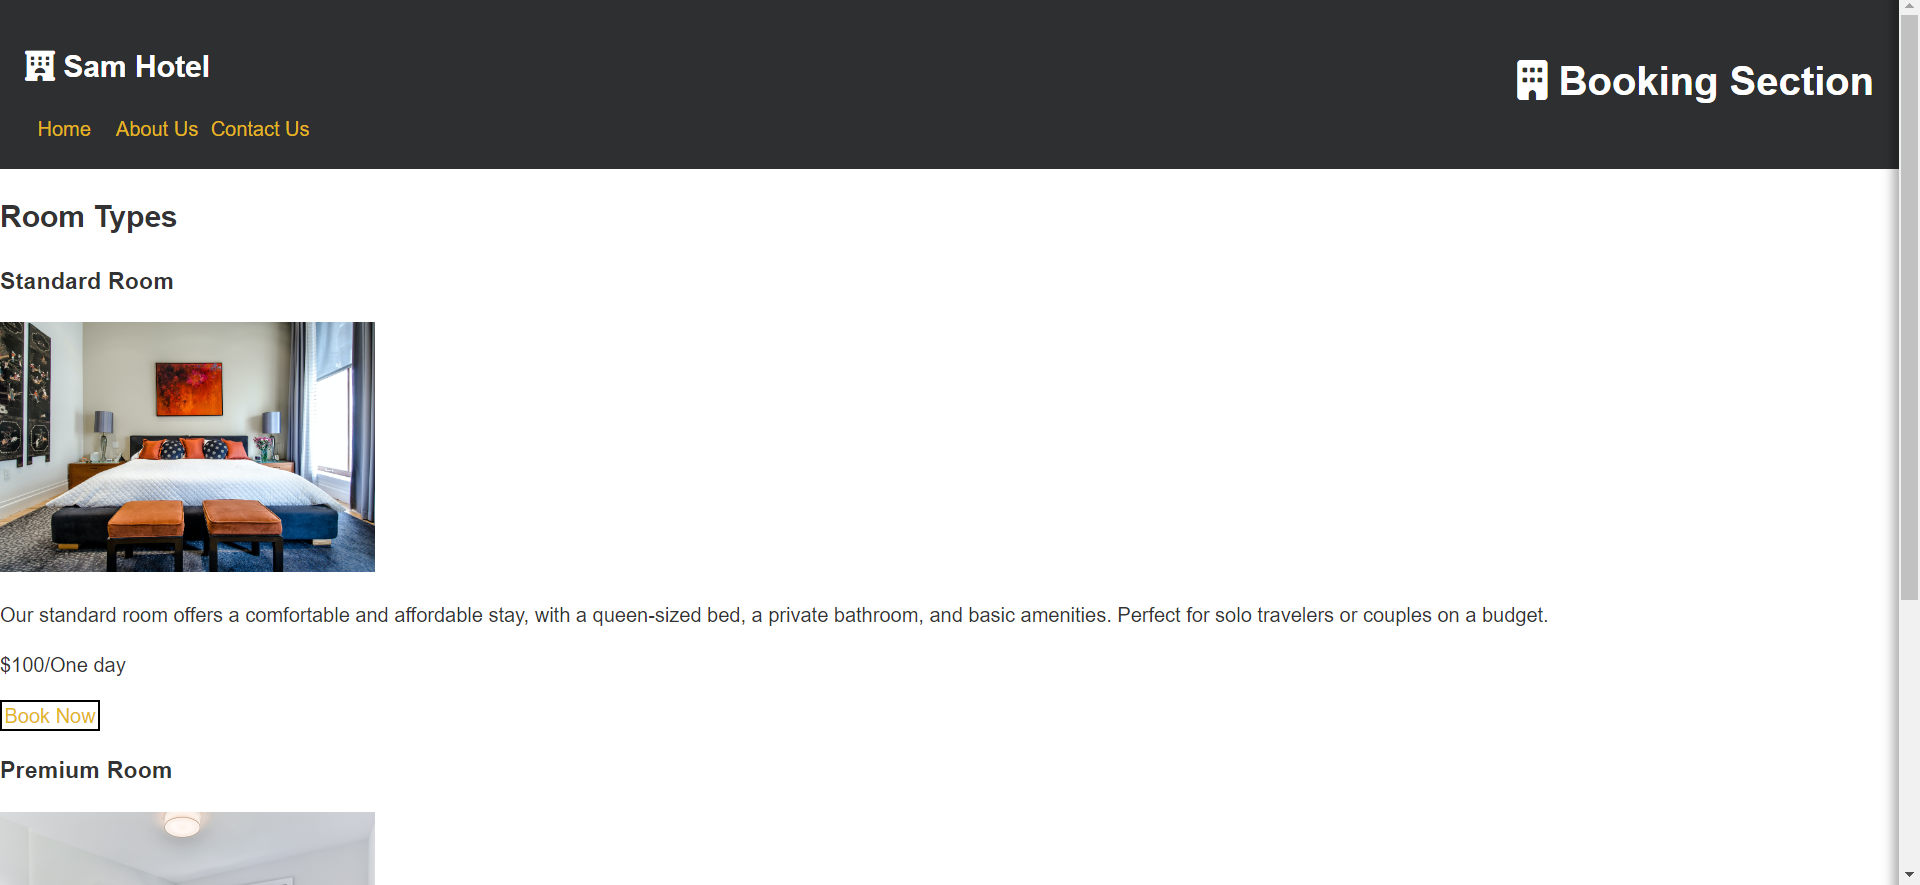 Sam Hotel
Booking Section
Home About Us Contact Us
Room Types
Standard Room
Our standard room offers a comfortable and affordable stay, with a queen-sized bed, a private bathroom, and basic amenities. Perfect for solo travelers or couples on a budget.
$100/One day
Book Now
Premium Room